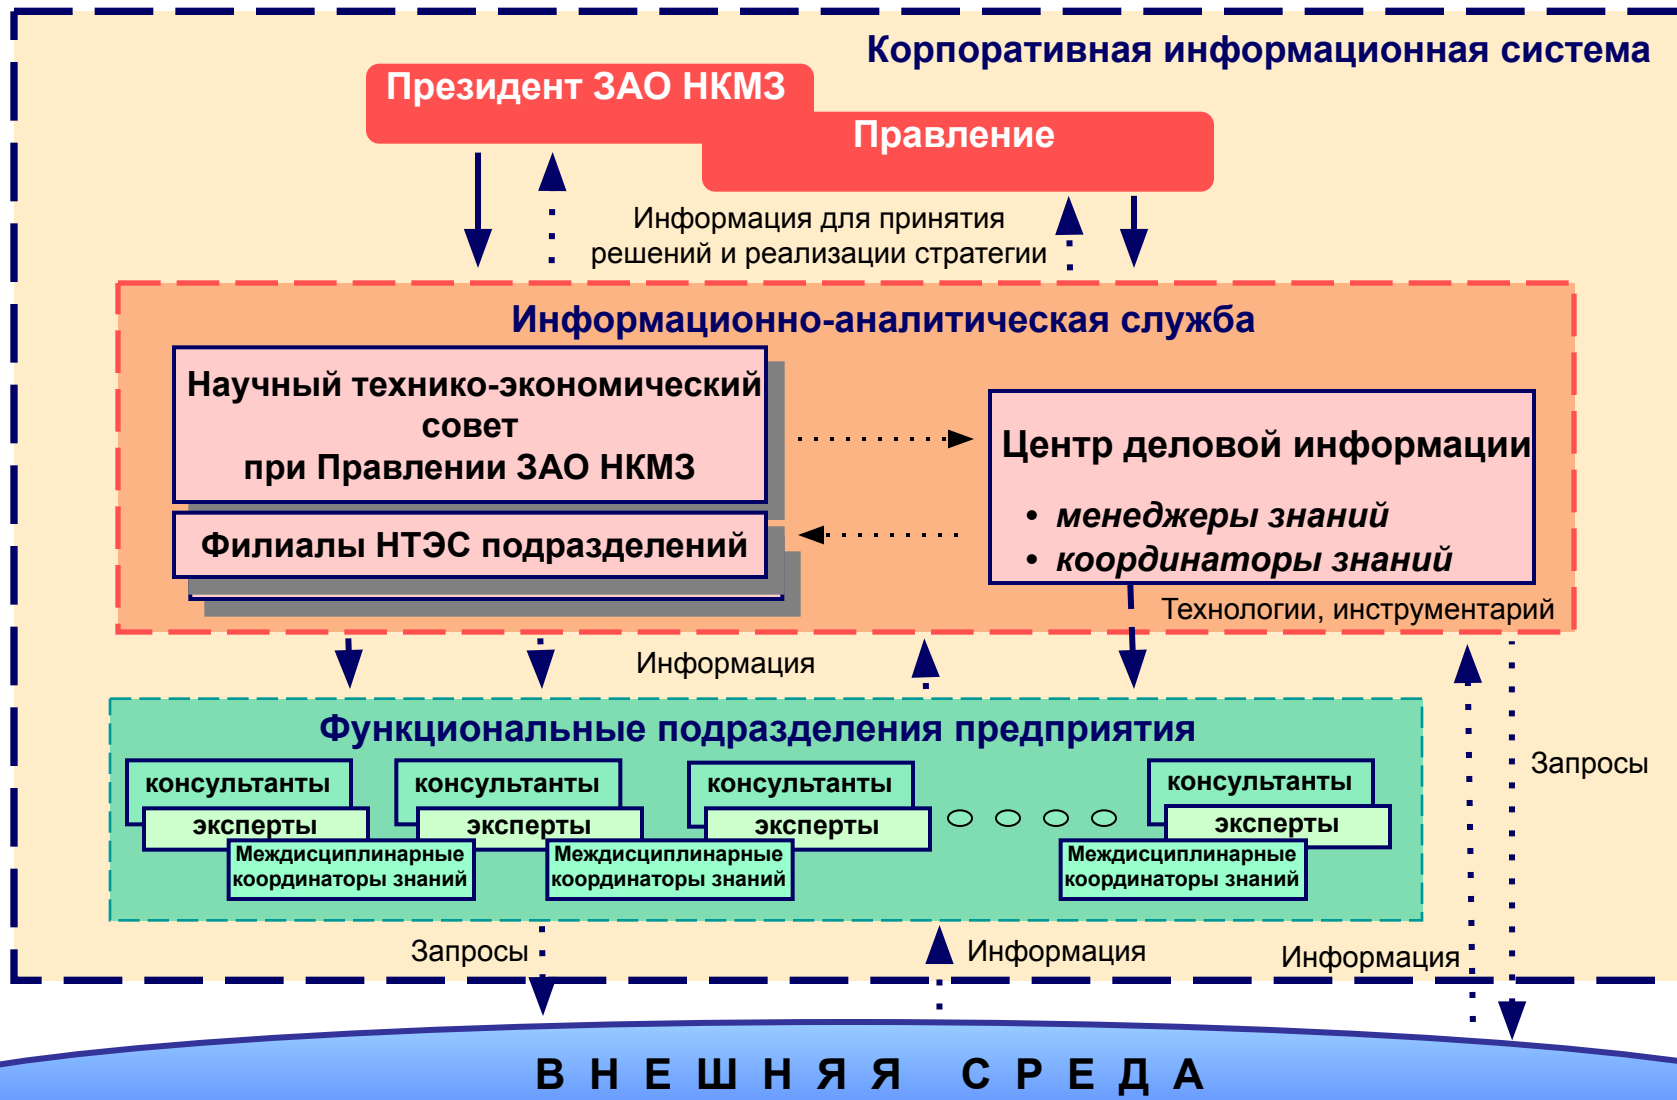 Корпоративная информационная система
Президент ЗАО НКМЗ
Правление
Информация для принятия
решений и реализации стратегии
Информационно-аналитическая служба
Научный технико-экономический
совет
при Правлении ЗАО НКМЗ
Филиалы НТЭС подразделений
Центр деловой информации
• менеджеры знаний
• координаторы знаний
Технологии, инструментарий
Информация
Функциональные подразделения предприятия
консультанты
эксперты
Междисциплинарные
координаторы знаний
консультанты
эксперты
Междисциплинарные
координаторы знаний
консультанты
эксперты
консультанты
эксперты
Междисциплинарные
координаторы знаний
Запросы
Запросы
Информация
Информация
ВНЕШНЯЯ СРЕДА